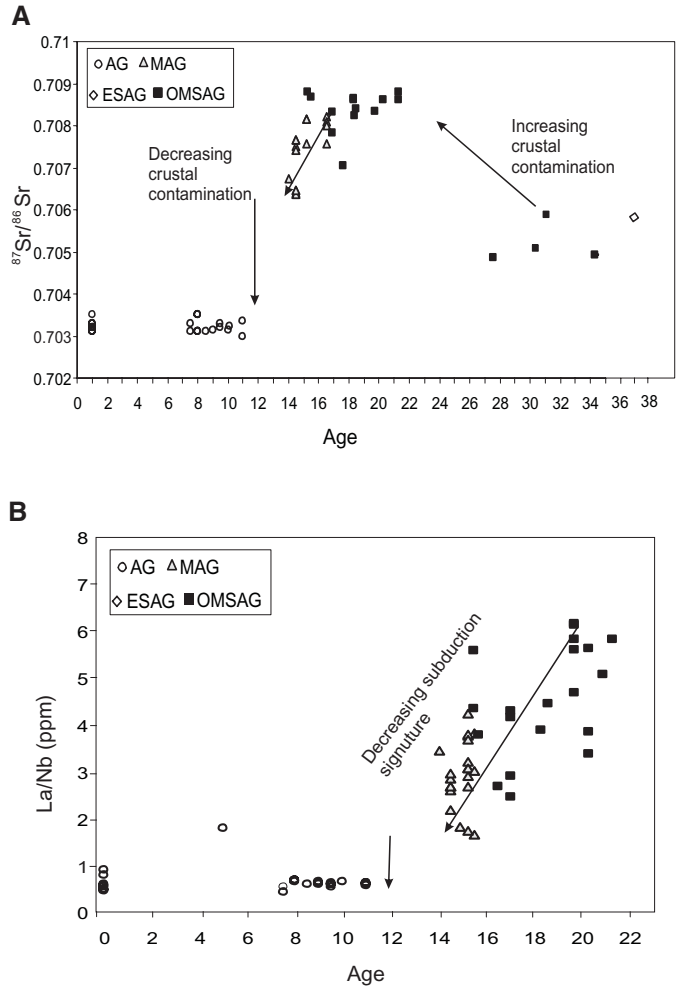 A
0.71
0.709
0.708
0.707
0.706
0.705
0.704
0.703
0.702
⁸⁷Sr/⁸⁶Sr
AG MAG
ESAG OMSAG
Decreasing
crustal
contamination
Increasing
crustal
contamination
0 2 4 6 8 10 12 14 16 18 20 22 24 26 28 30 32 34 36 38
Age
B
8
7
6
5
4
3
2
1
0
La/Nb (ppm)
AG MAG
ESAG OMSAG
Decreasing subduction
signuture
0 2 4 6 8 10 12 14 16 18 20 22
Age